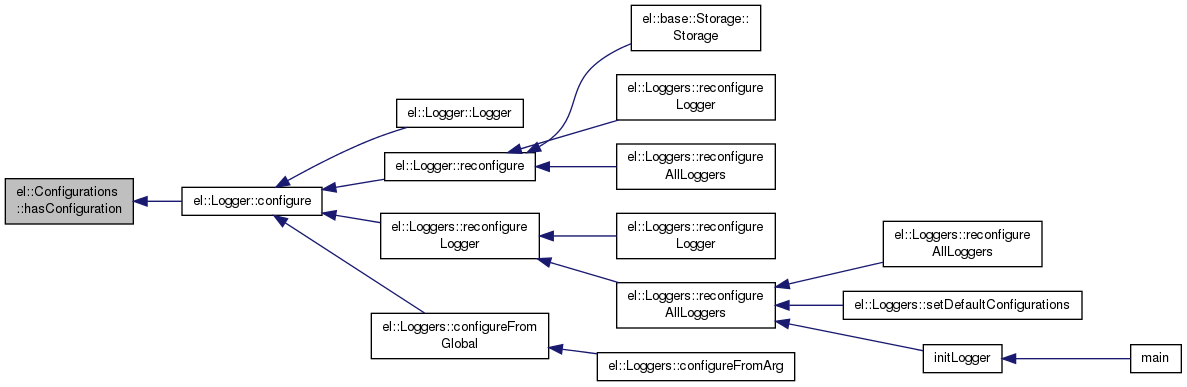 el::base::Storage::
Storage
el::Loggers::reconfigure
Logger
el::Logger::Logger
el::Logger::reconfigure
el::Loggers::reconfigure
AllLoggers
el::Configurations
::hasConfiguration
el::Logger::configure
el::Loggers::reconfigure
Logger
el::Loggers::reconfigure
Logger
el::Loggers::reconfigure
AllLoggers
el::Loggers::reconfigure
AllLoggers
el::Loggers::setDefaultConfigurations
el::Loggers::configureFrom
Global
initLogger
main
el::Loggers::configureFromArg